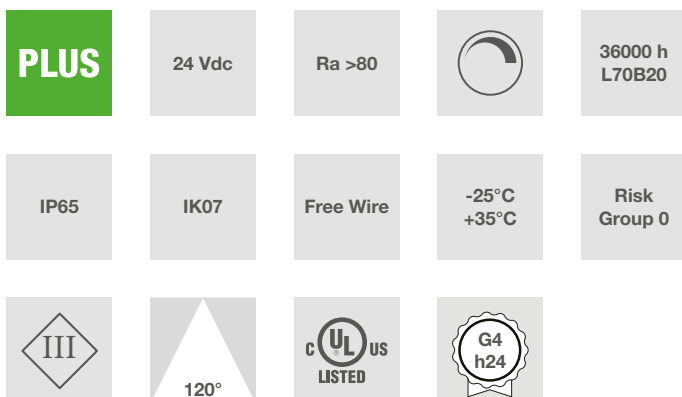 PLUS
24 Vdc
Ra >80
36000 h
L70B20
IP65
IK07
Free Wire
-25°C
+35°C
Risk
Group 0
III
120°
C UL US
®
LISTED
G4
h24